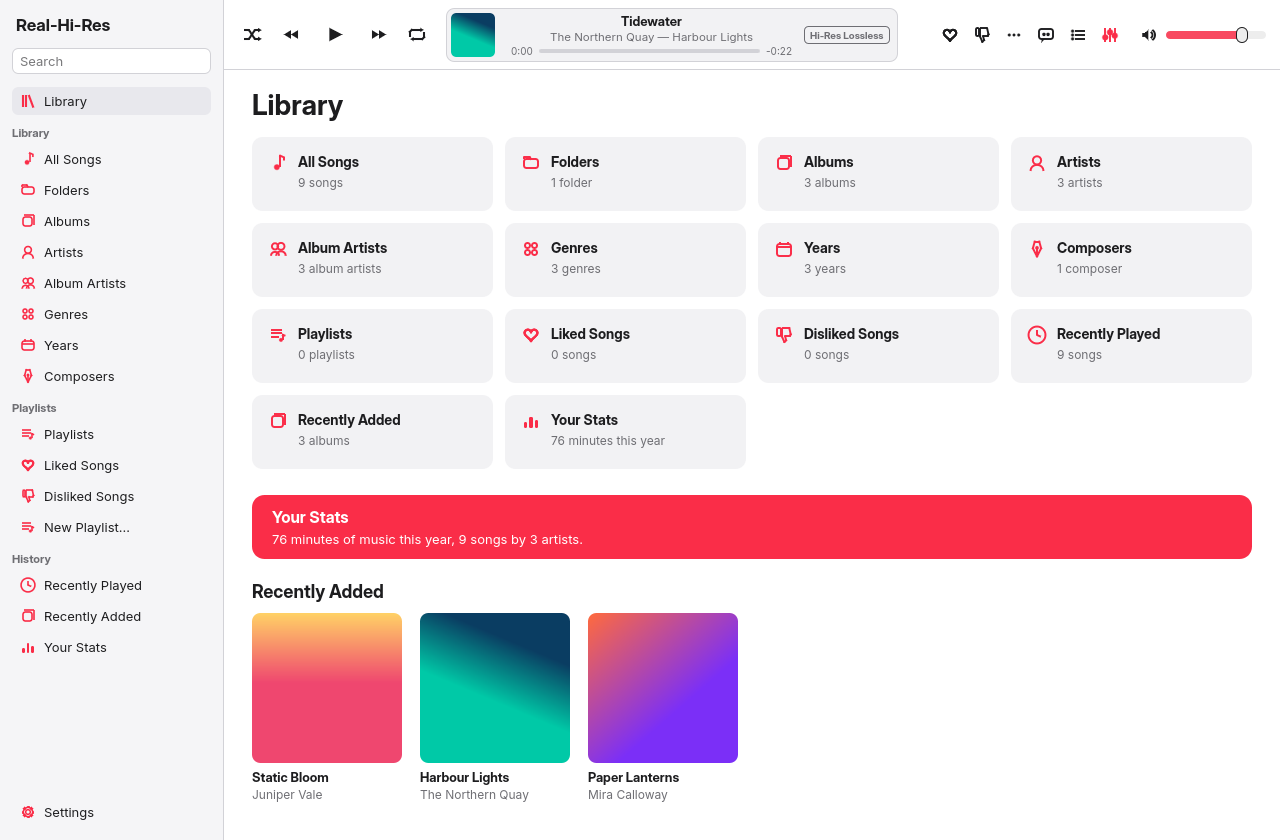 Real-Hi-Res
Search
Library
Library
All Songs
Folders
Albums
Artists
Album Artists
Genres
Years
Composers
Playlists
Playlists
Liked Songs
Disliked Songs
New Playlist...
History
Recently Played
Recently Added
Your Stats
Settings
Tidewater
The Northern Quay — Harbour Lights
0:00
-0:22
Hi-Res Lossless
Library
All Songs
9 songs
Folders
1 folder
Albums
3 albums
Artists
3 artists
Album Artists
3 album artists
Genres
3 genres
Years
3 years
Composers
1 composer
Playlists
0 playlists
Liked Songs
0 songs
Disliked Songs
0 songs
Recently Played
9 songs
Recently Added
3 albums
Your Stats
76 minutes this year
Your Stats
76 minutes of music this year, 9 songs by 3 artists.
Recently Added
Static Bloom
Juniper Vale
Harbour Lights
The Northern Quay
Paper Lanterns
Mira Calloway